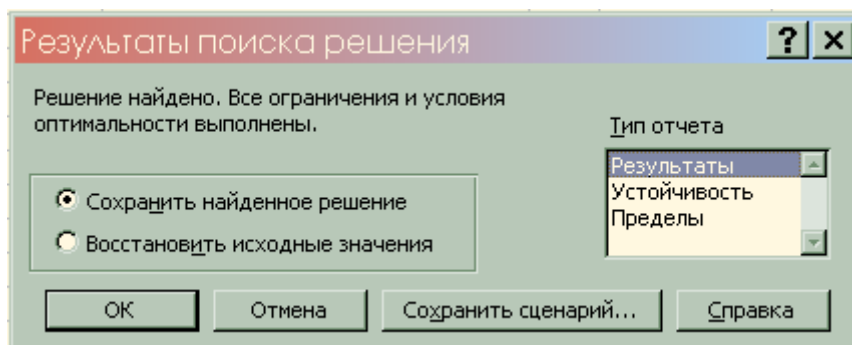 Результаты поиска решения
Решение найдено. Все ограничения и условия
оптимальности выполнены.
Тип отчета
Результаты
Устойчивость
Пределы
Сохранить найденное решение
Восстановить исходные значения
ОК
Отмена
Сохранить сценарий...
Справка